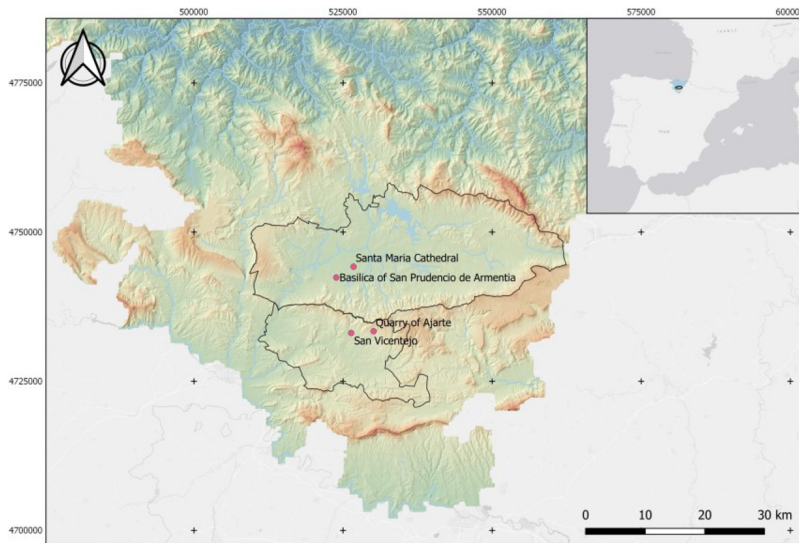 500000 525000 550000 575000 60000
4775000
4750000
Santa Maria Cathedral
Basilica of San Prudencio de Armentia
Quarry of Ajarte
San Vicentejo
4725000
4700000
0 10 20 30 km